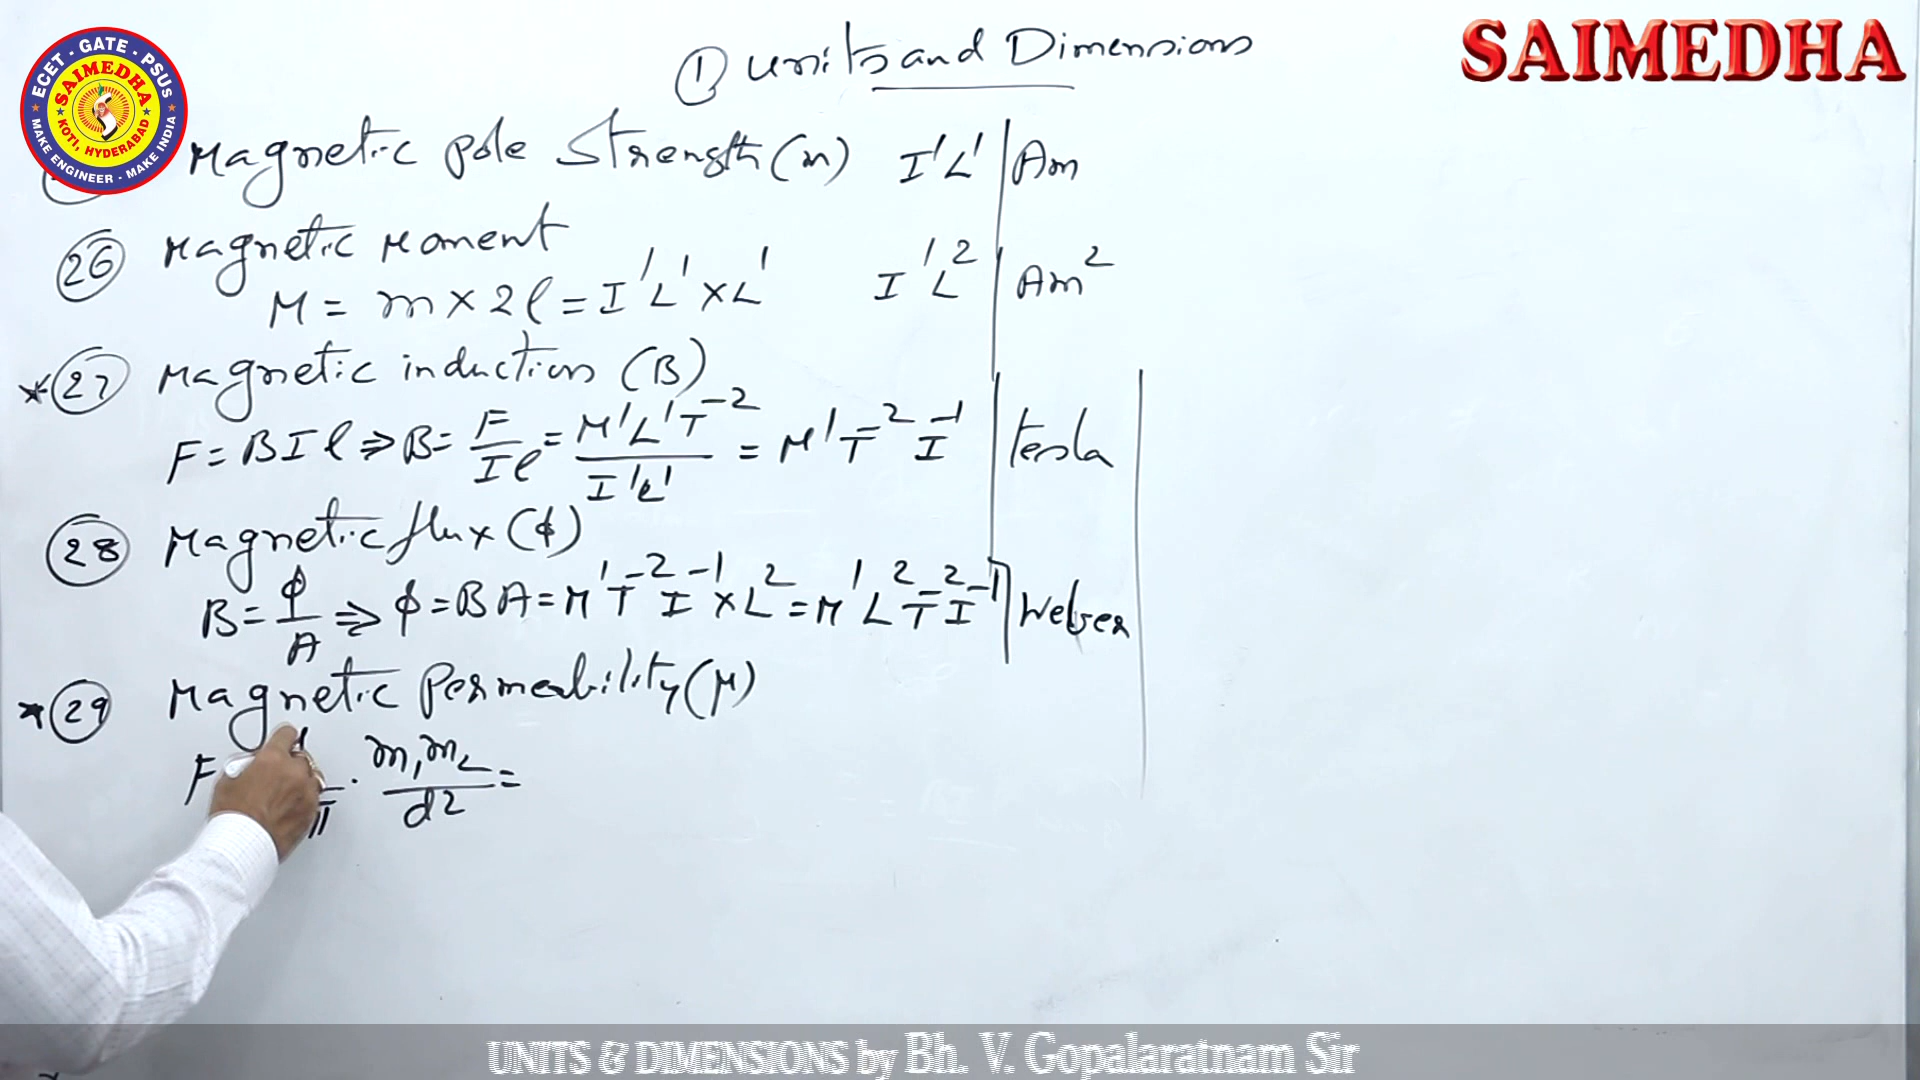 ECET - GATE - PSUS
SAIMEDHA
KOTI, HYDERABAD
MAKE ENGINEER - MAKE INDIA
SAIMEDHA
① Units and Dimensions
Magnetic pole Strength (m) I¹L¹ | Am
26 Magnetic Moment
M = m × 2l = I¹L¹ × L¹ I¹L² | Am²
* 27 Magnetic induction (B)
F = BIl ⇒ B = F/Il = M¹L¹T⁻²/I¹L¹ = M¹T⁻²I⁻¹ | Tesla
28 Magnetic flux (ϕ)
B = ϕ/A ⇒ ϕ = BA = M¹T⁻²I⁻¹ × L² = M¹L²T⁻²I⁻¹ | Weber
* 29 Magnetic Permeability (μ)
F π · m₁m₂/d² =
UNITS & DIMENSIONS by Bh. V. Gopalaratnam Sir